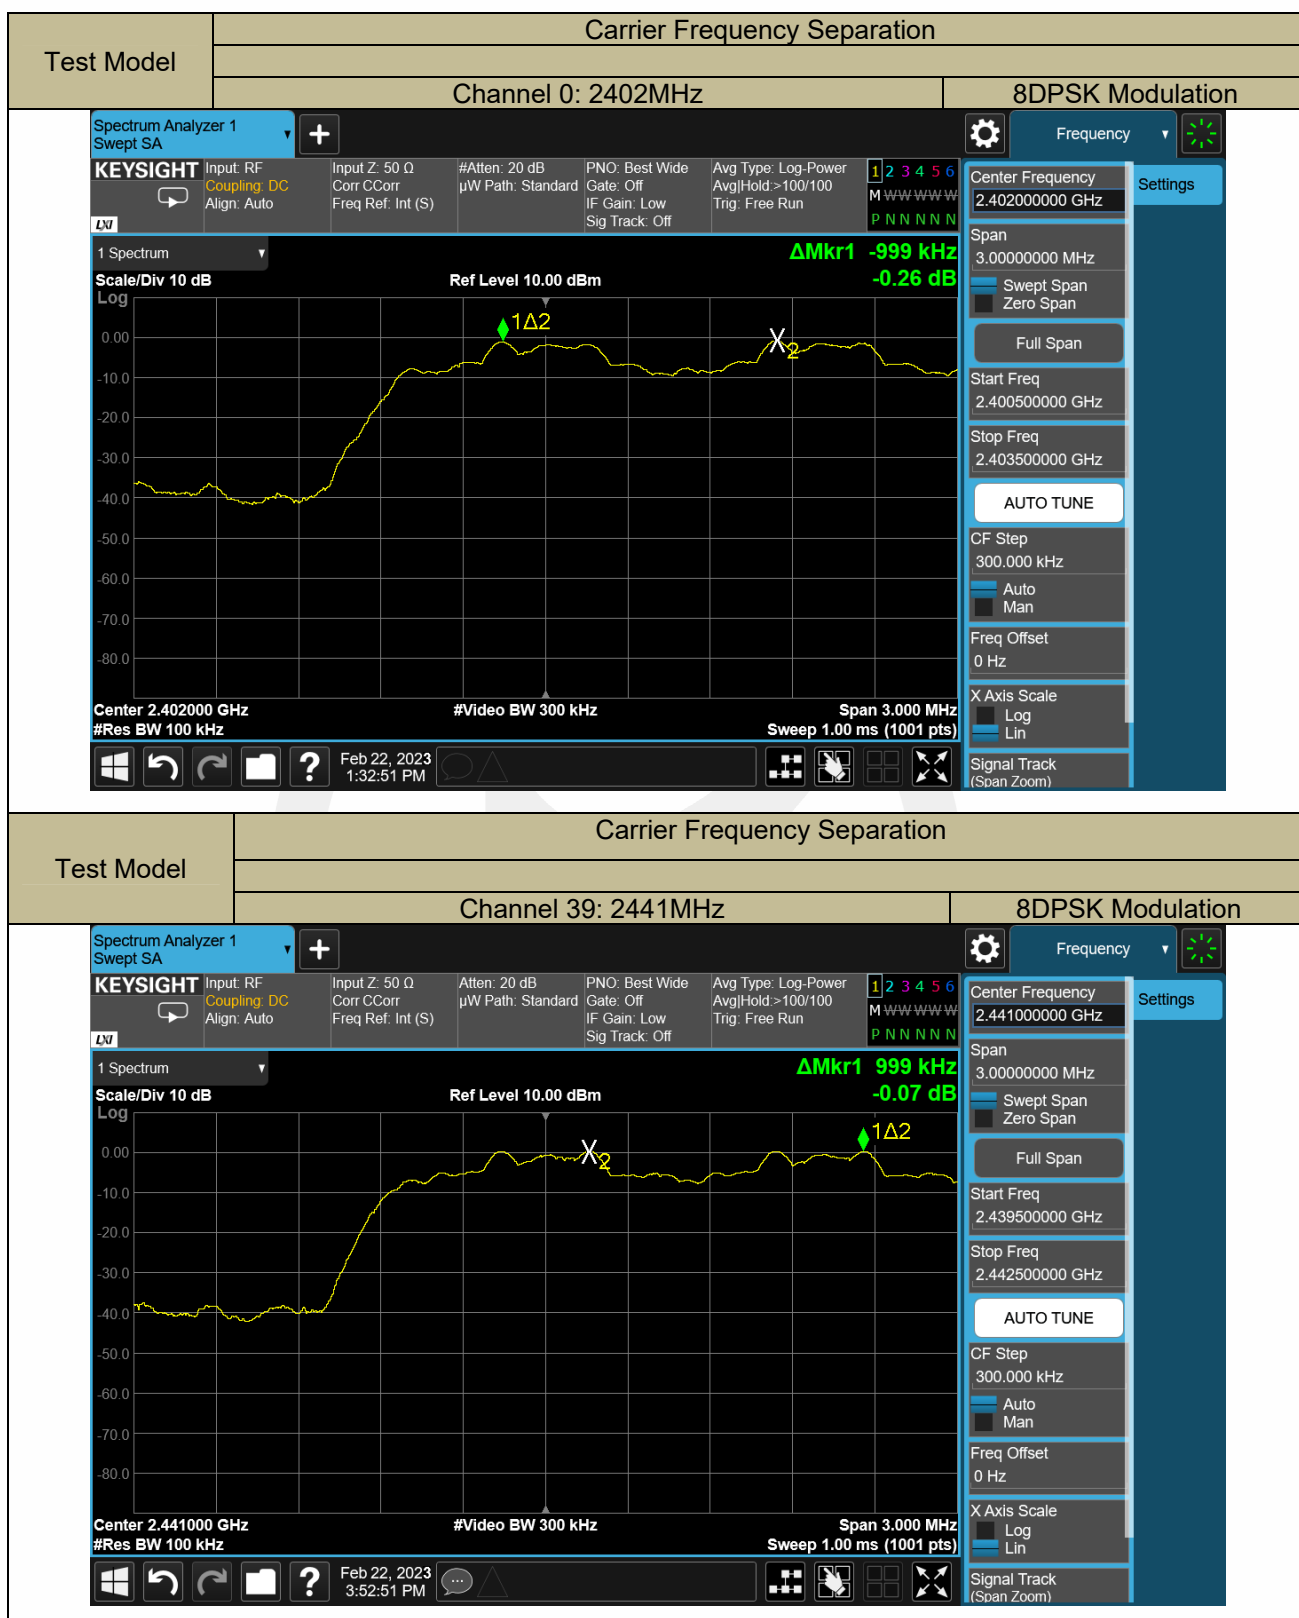 Carrier Frequency Separation
Test Model
Channel 0: 2402MHz 8DPSK Modulation
Spectrum Analyzer 1
Swept SA
+
Frequency
KEYSIGHT Input: RF Input Z: 50 Ω #Atten: 20 dB PNO: Best Wide Avg Type: Log-Power 1 2 3 4 5 6
Coupling: DC Corr CCorr µW Path: Standard Gate: Off Avg|Hold:>100/100 M W W W W W
Align: Auto Freq Ref: Int (S) IF Gain: Low Trig: Free Run
LXI Sig Track: Off P N N N N N
1 Spectrum ΔMkr1 -999 kHz
Scale/Div 10 dB Ref Level 10.00 dBm -0.26 dB
Log
1Δ2
2
0.00
-10.0
-20.0
-30.0
-40.0
-50.0
-60.0
-70.0
-80.0
Center 2.402000 GHz #Video BW 300 kHz Span 3.000 MHz
#Res BW 100 kHz Sweep 1.00 ms (1001 pts)
? Feb 22, 2023
1:32:51 PM
Center Frequency
2.402000000 GHz
Settings
Span
3.00000000 MHz
Swept Span
Zero Span
Full Span
Start Freq
2.400500000 GHz
Stop Freq
2.403500000 GHz
AUTO TUNE
CF Step
300.000 kHz
Auto
Man
Freq Offset
0 Hz
X Axis Scale
Log
Lin
Signal Track
(Span Zoom)
Carrier Frequency Separation
Test Model
Channel 39: 2441MHz 8DPSK Modulation
Spectrum Analyzer 1
Swept SA
+
Frequency
KEYSIGHT Input: RF Input Z: 50 Ω Atten: 20 dB PNO: Best Wide Avg Type: Log-Power 1 2 3 4 5 6
Coupling: DC Corr CCorr µW Path: Standard Gate: Off Avg|Hold:>100/100 M W W W W W
Align: Auto Freq Ref: Int (S) IF Gain: Low Trig: Free Run
LXI Sig Track: Off P N N N N N
1 Spectrum ΔMkr1 999 kHz
Scale/Div 10 dB Ref Level 10.00 dBm -0.07 dB
Log
1Δ2
2
0.00
-10.0
-20.0
-30.0
-40.0
-50.0
-60.0
-70.0
-80.0
Center 2.441000 GHz #Video BW 300 kHz Span 3.000 MHz
#Res BW 100 kHz Sweep 1.00 ms (1001 pts)
? Feb 22, 2023
3:52:51 PM
Center Frequency
2.441000000 GHz
Settings
Span
3.00000000 MHz
Swept Span
Zero Span
Full Span
Start Freq
2.439500000 GHz
Stop Freq
2.442500000 GHz
AUTO TUNE
CF Step
300.000 kHz
Auto
Man
Freq Offset
0 Hz
X Axis Scale
Log
Lin
Signal Track
(Span Zoom)